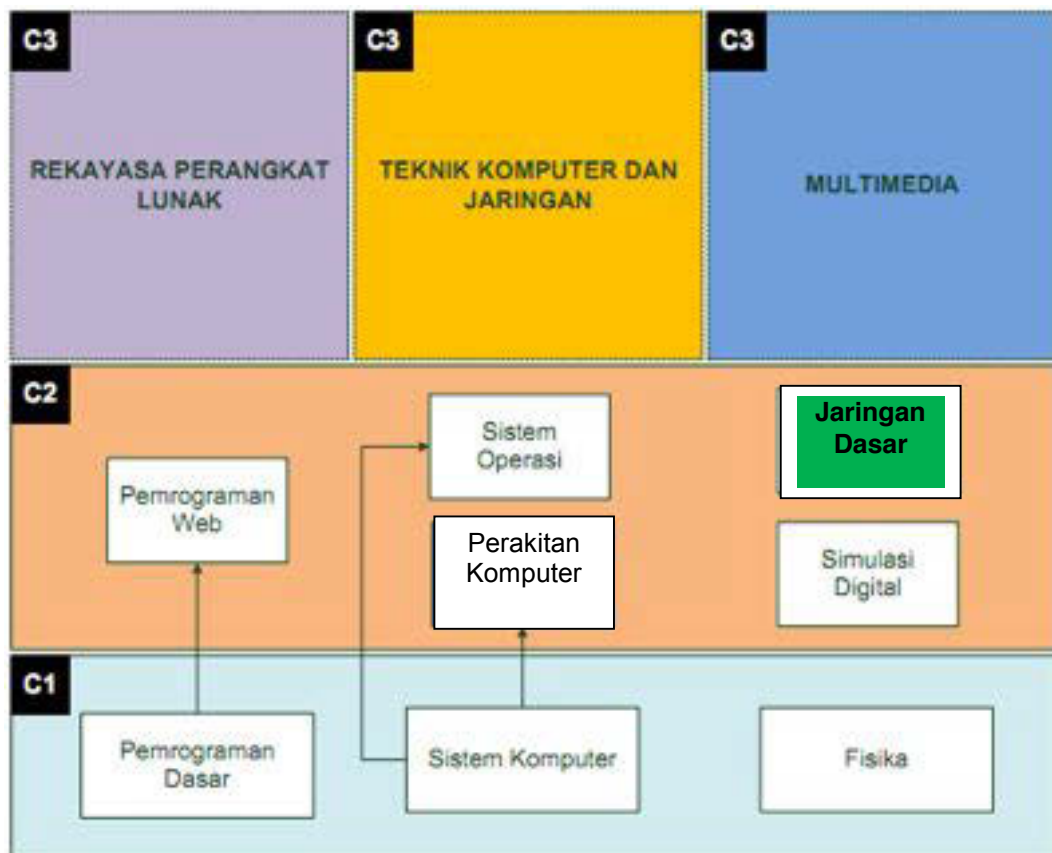 C3
REKAYASA PERANGKAT
LUNAK
C3
TEKNIK KOMPUTER DAN
JARINGAN
C3
MULTIMEDIA
C2
Pemrograman
Web
Sistem
Operasi
Perakitan
Komputer
Jaringan
Dasar
Simulasi
Digital
C1
Pemrograman
Dasar
Sistem Komputer
Fisika